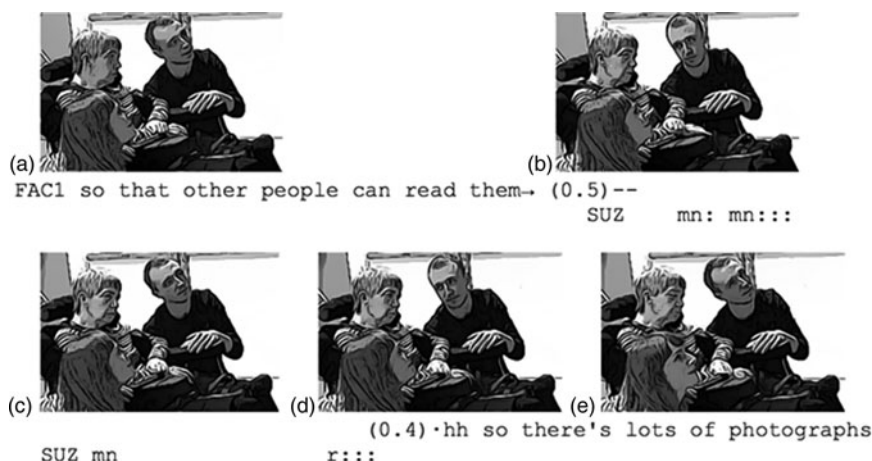 (a) (b)
FAC1 so that other people can read them→ (0.5)--
SUZ mn: mn:::
(c) (d) (e)
(0.4)·hh so there's lots of photographs
SUZ mn r:::